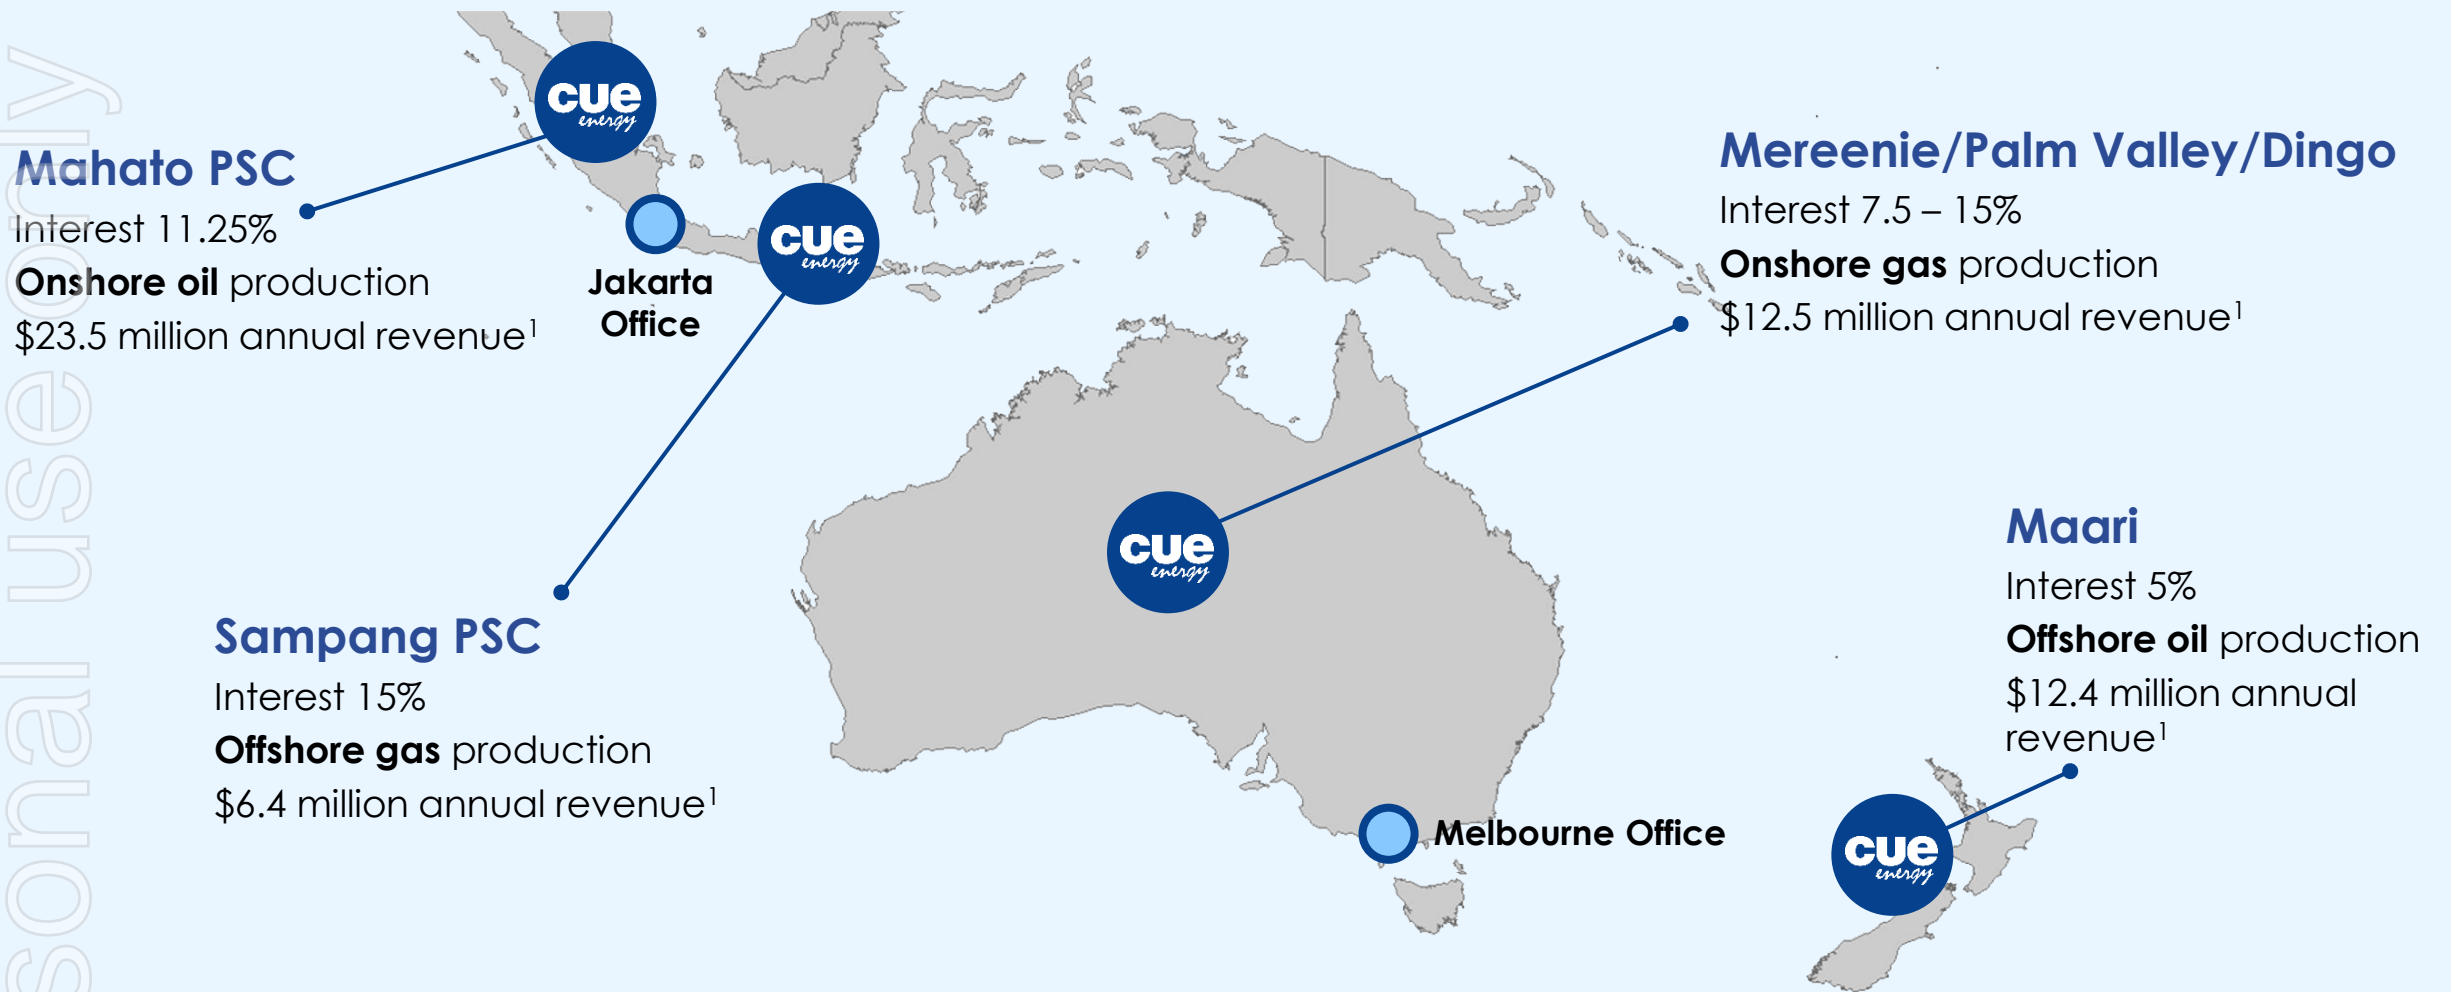 sonal use only
cue
energy
Mahato PSC
Interest 11.25%
Onshore oil production
$23.5 million annual revenue¹
Jakarta
Office
cue
energy
Mereenie/Palm Valley/Dingo
Interest 7.5 – 15%
Onshore gas production
$12.5 million annual revenue¹
cue
energy
Sampang PSC
Interest 15%
Offshore gas production
$6.4 million annual revenue¹
Maari
Interest 5%
Offshore oil production
$12.4 million annual
revenue¹
Melbourne Office
cue
energy